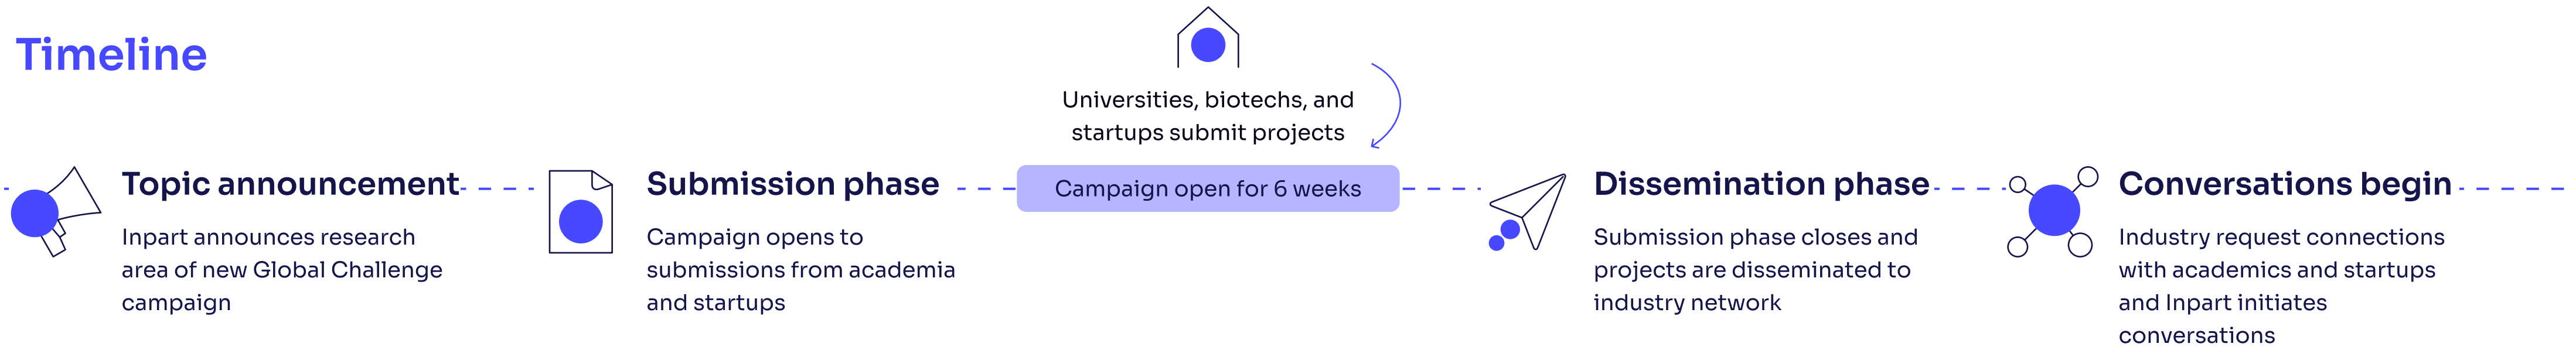 Timeline
Topic announcement
Inpart announces research
area of new Global Challenge
campaign
Submission phase
Campaign opens to
submissions from academia
and startups
Universities, biotechs, and
startups submit projects
Campaign open for 6 weeks
Dissemination phase
Submission phase closes and
projects are disseminated to
industry network
Conversations begin
Industry request connections
with academics and startups
and Inpart initiates
conversations